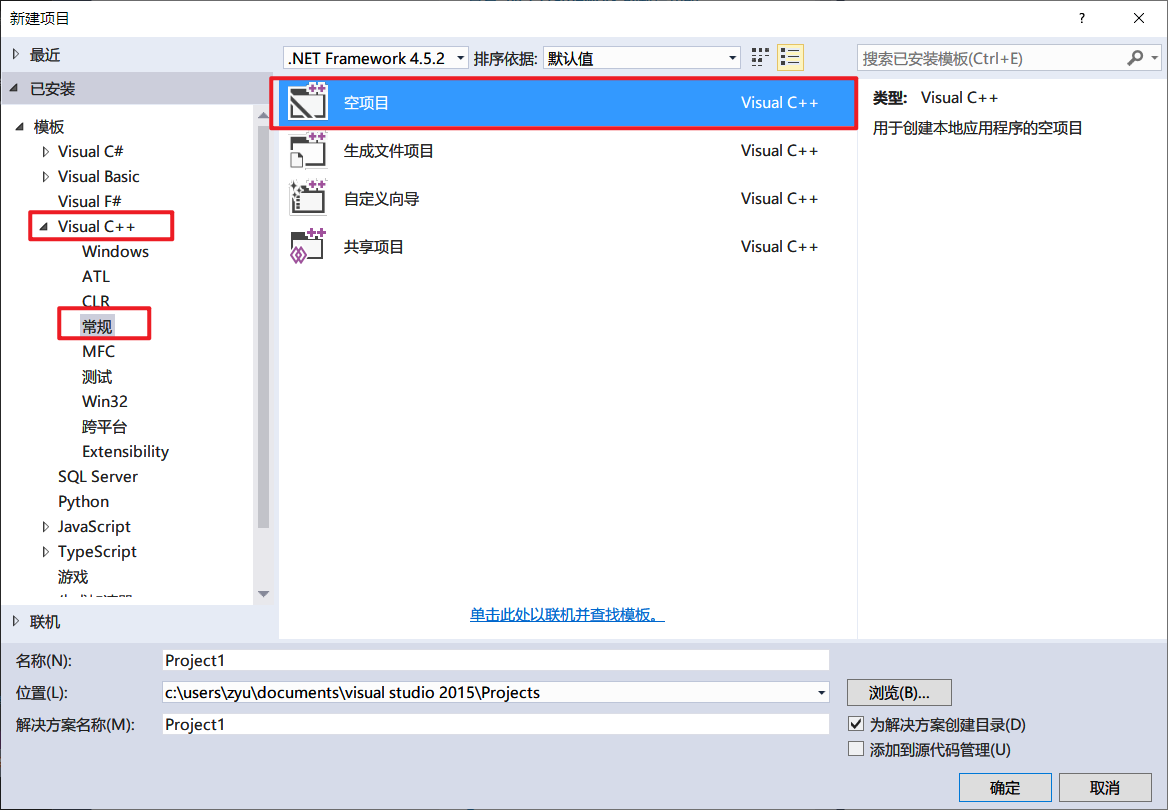 新建项目
?
最近
.NET Framework 4.5.2 排序依据: 默认值
搜索已安装模板(Ctrl+E)
已安装
模板
Visual C#
Visual Basic
Visual F#
Visual C++
Windows
ATL
CLR
常规
MFC
测试
Win32
跨平台
Extensibility
SQL Server
Python
JavaScript
TypeScript
游戏
联机
空项目 Visual C++
生成文件项目 Visual C++
自定义向导 Visual C++
共享项目 Visual C++
单击此处以联机并查找模板。
类型: Visual C++
用于创建本地应用程序的空项目
名称(N): Project1
位置(L): c:\users\zyu\documents\visual studio 2015\Projects 浏览(B)...
解决方案名称(M): Project1
为解决方案创建目录(D)
添加到源代码管理(U)
确定 取消